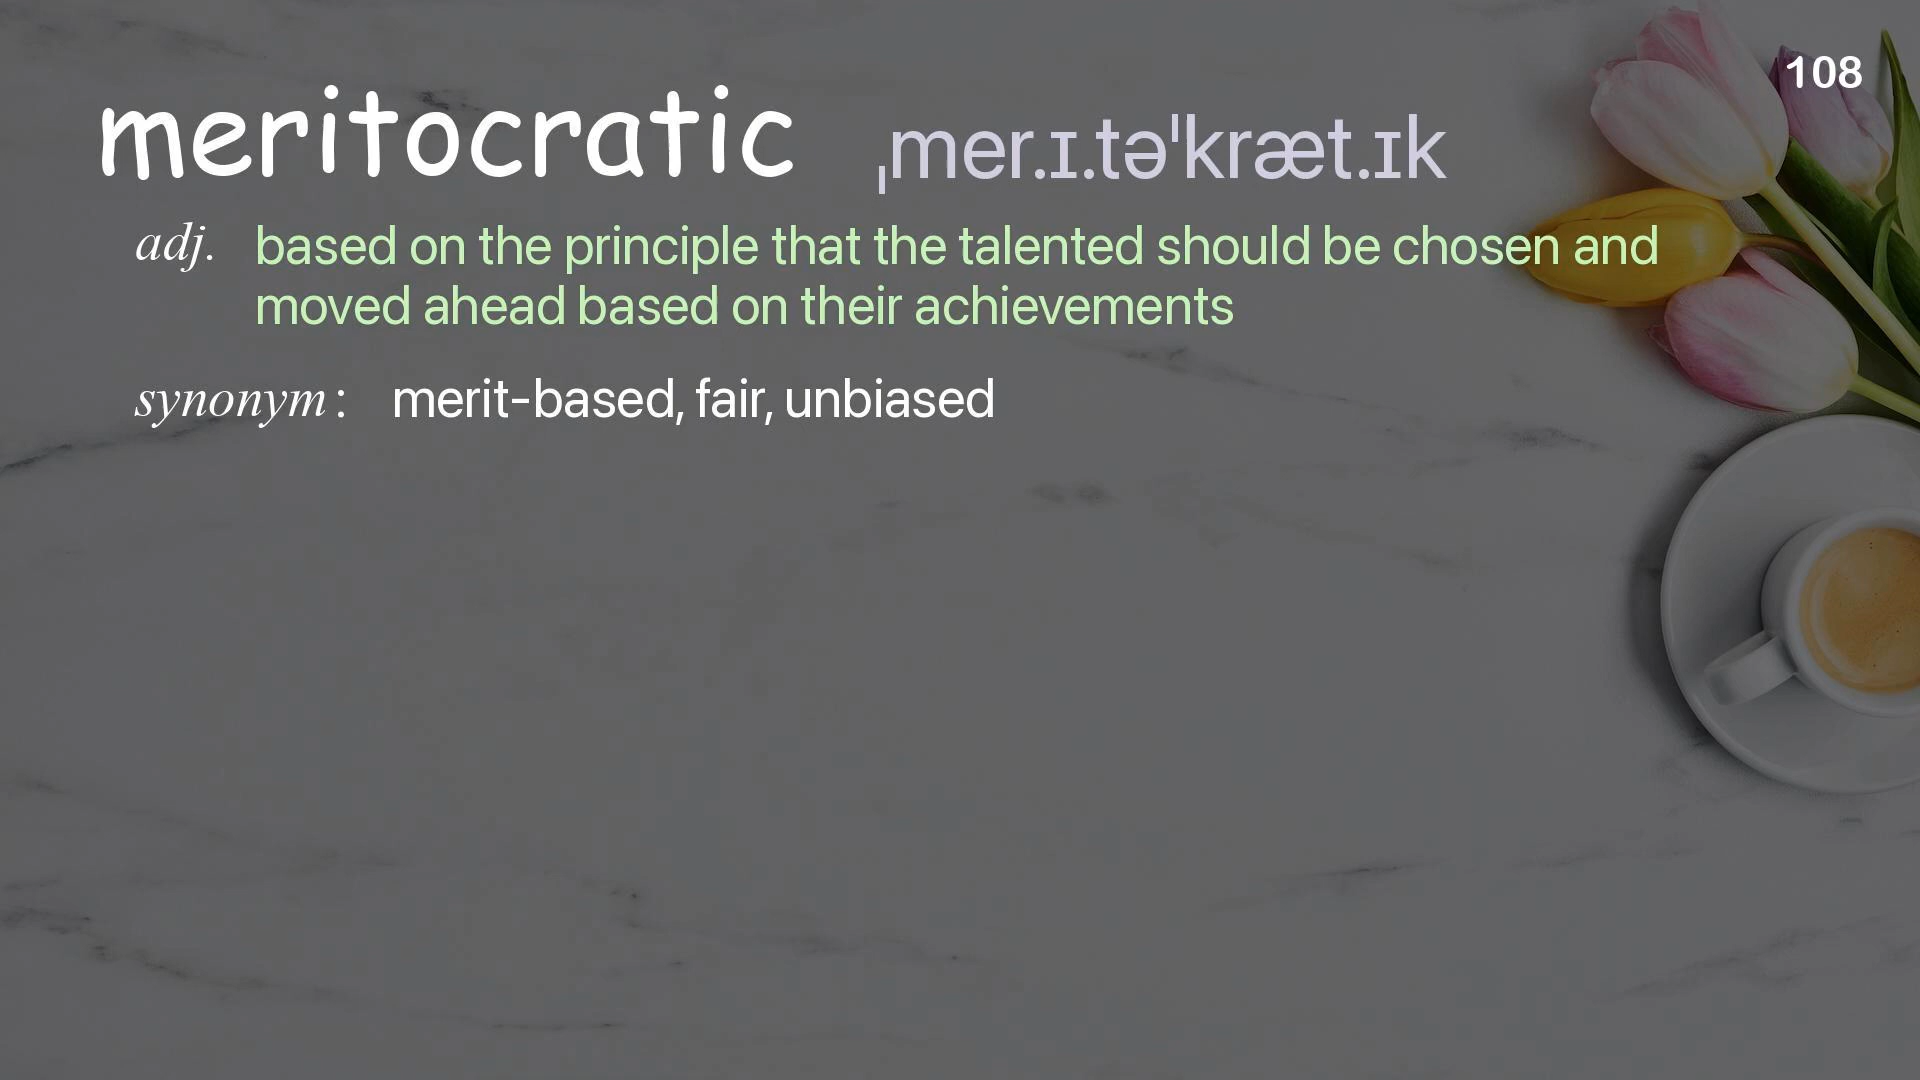 108
meritocratic ˌmer.ɪ.təˈkræt.ɪk
adj. based on the principle that the talented should be chosen and
moved ahead based on their achievements
synonym: merit-based, fair, unbiased